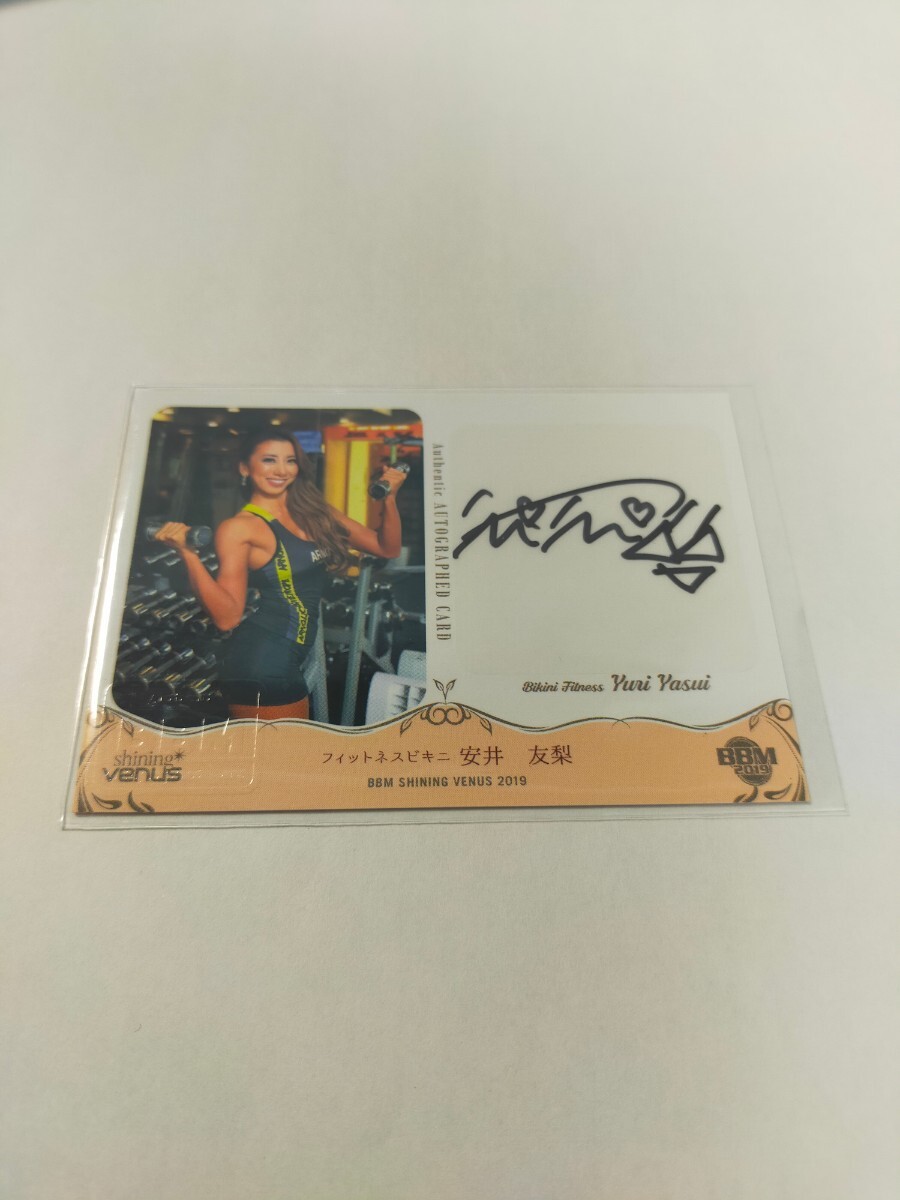 Authentic AUTOGRAPHED CARD
Bikini Fitness Yuri Yasui
フィットネスビキニ 安井 友梨
BBM SHINING VENUS 2019
shining
venus
BBM
2019